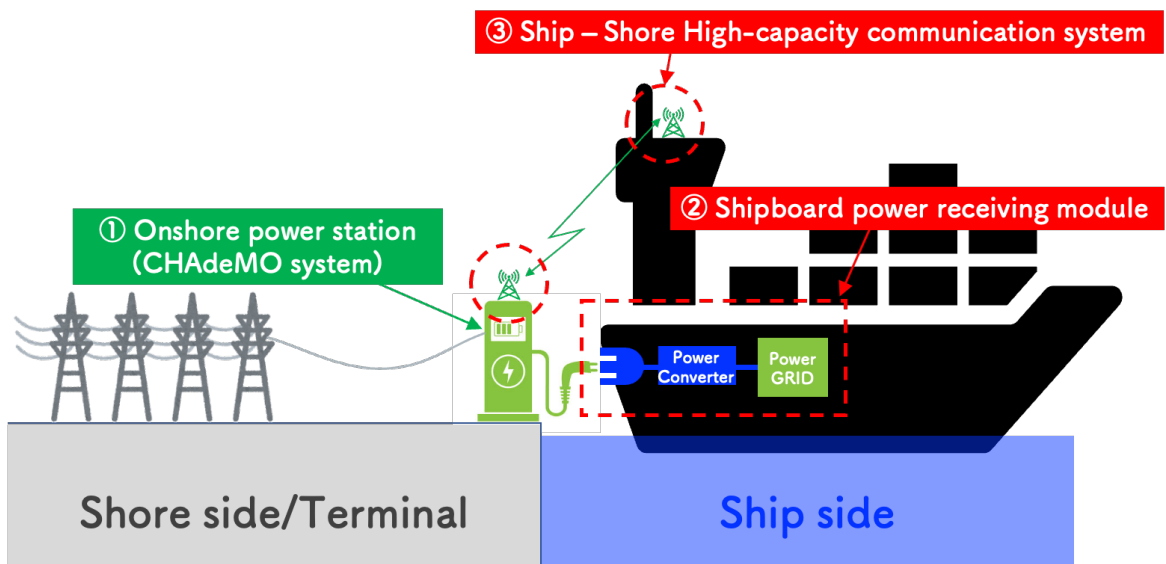 ③ Ship – Shore High-capacity communication system
② Shipboard power receiving module
① Onshore power station
(CHAdeMO system)
Power
Converter
Power
GRID
Shore side/Terminal
Ship side